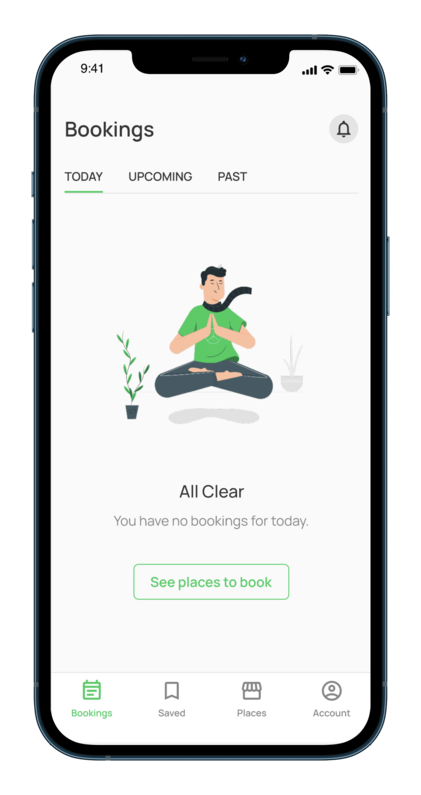 9:41
Bookings
TODAY UPCOMING PAST
All Clear
You have no bookings for today.
See places to book
Bookings Saved Places Account